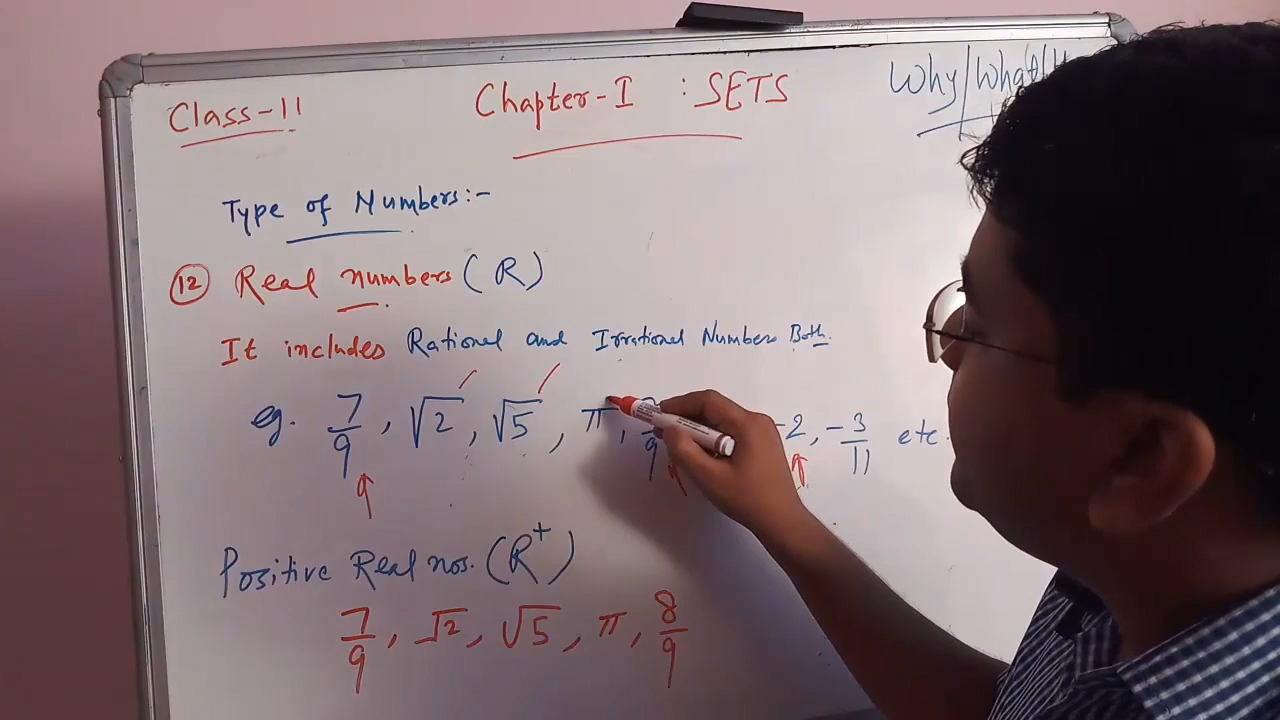 Class-11
Chapter-I : SETS
Why/What/
Type of Numbers:-
12 Real numbers (R)
It includes Rational and Irrational Numbers Both.
eg. 7/9, √2, √5, π, /9 -2, -3/11 etc.
Positive Real nos. (R⁺)
7/9, √2, √5, π, 8/9